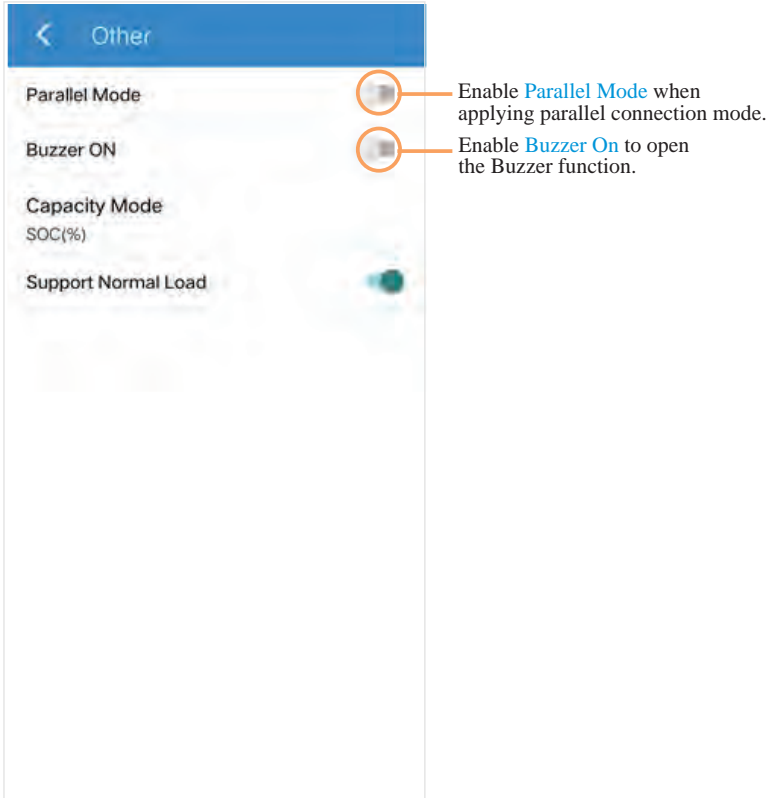 Other
Parallel Mode
Enable Parallel Mode when
applying parallel connection mode.
Buzzer ON
Enable Buzzer On to open
the Buzzer function.
Capacity Mode
SOC(%)
Support Normal Load